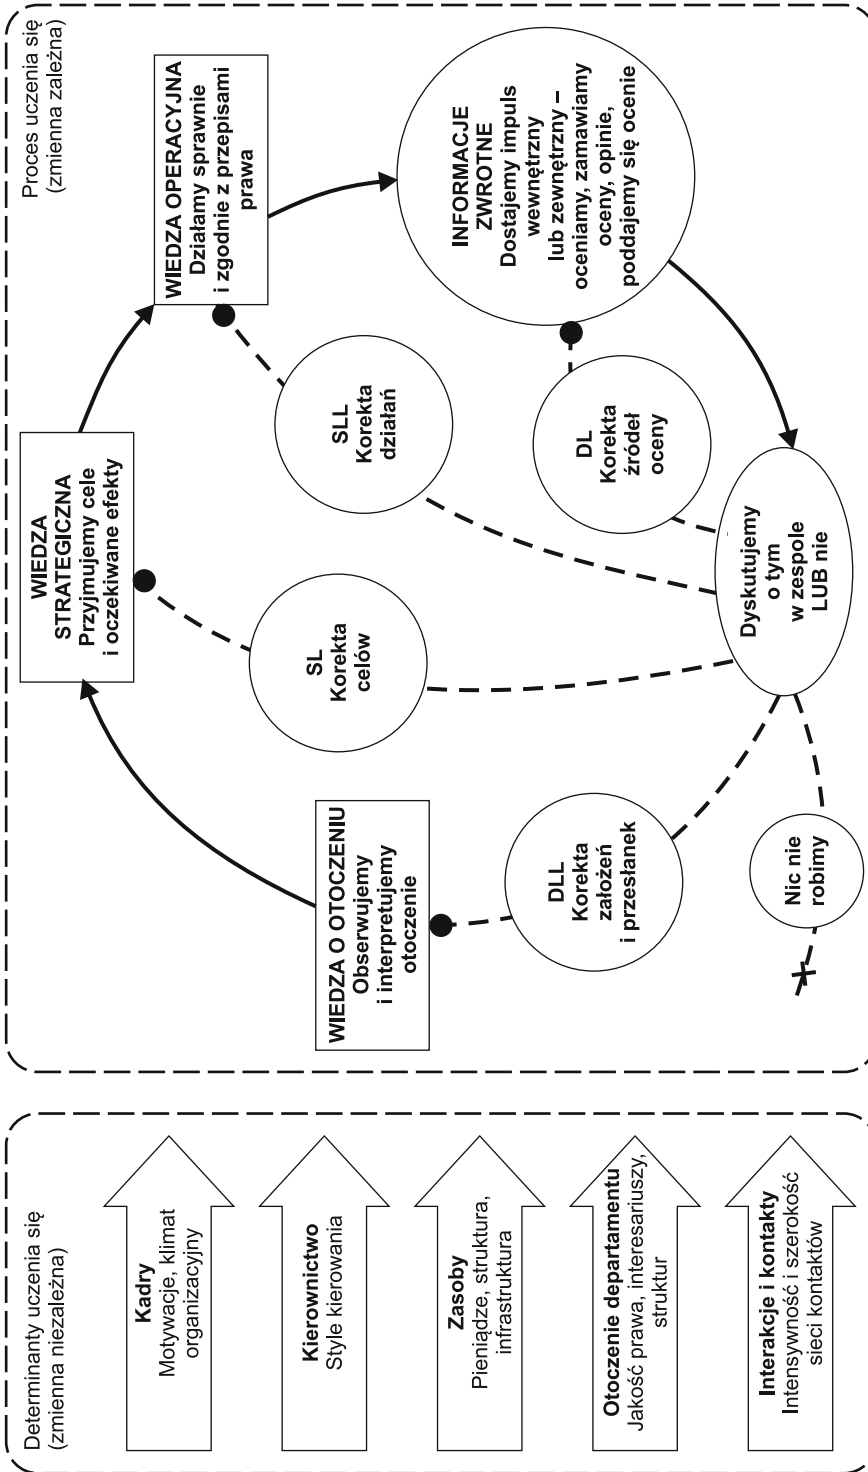 Determinanty uczenia się
(zmienna niezależna)
Kadry
Motywacje, klimat
organizacyjny
Kierownictwo
Style kierowania
Zasoby
Pieniądze, struktura,
infrastruktura
Otoczenie departamentu
Jakość prawa, interesariuszy,
struktur
Interakcje i kontakty
Intensywność i szerokość
sieci kontaktów
Proces uczenia się
(zmienna zależna)
WIEDZA
STRATEGICZNA
Przyjmujemy cele
i oczekiwane efekty
WIEDZA OPERACYJNA
Działamy sprawnie
i zgodnie z przepisami
prawa
WIEDZA O OTOCZENIU
Obserwujemy
i interpretujemy
otoczenie
SL
Korekta
celów
SLL
Korekta
działań
INFORMACJE
ZWROTNE
Dostajemy impuls
wewnętrzny
lub zewnętrzny –
oceniamy, zamawiamy
oceny, opinie,
poddajemy się ocenie
DLL
Korekta
założeń
i przesłanek
DL
Korekta
źródeł
oceny
Dyskutujemy
o tym
w zespole
LUB nie
Nic nie
robimy